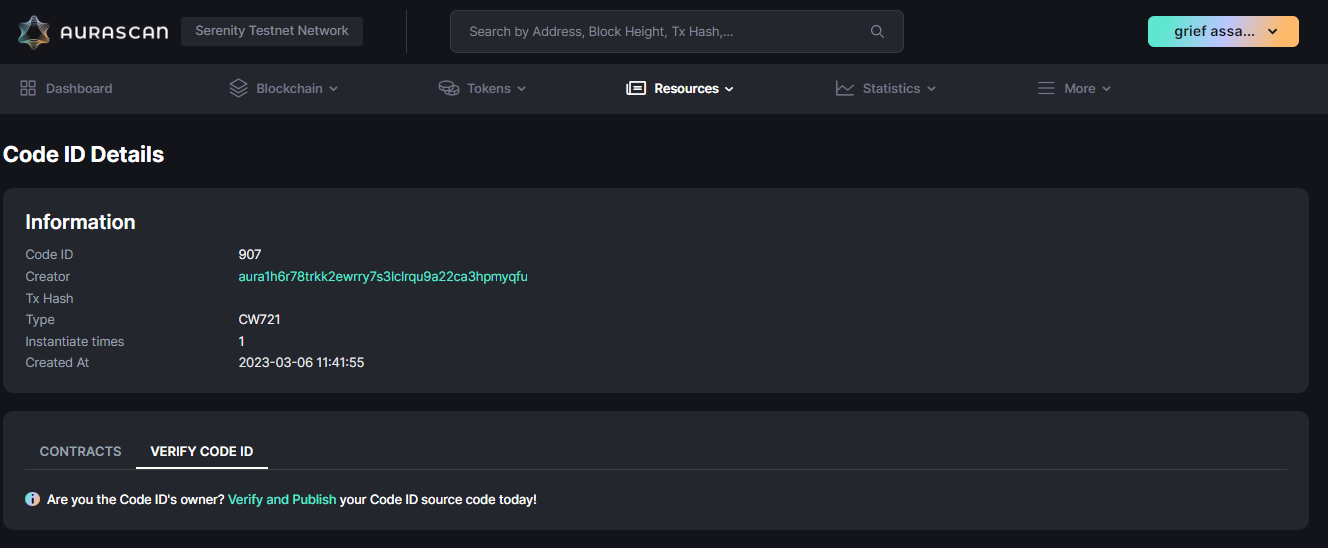 AURASCAN
Serenity Testnet Network
Search by Address, Block Height, Tx Hash,...
grief assa...
Dashboard
Blockchain
Tokens
Resources
Statistics
More
Code ID Details
Information
Code ID 907
Creator aura1h6r78trkk2ewrry7s3lclrqu9a22ca3hpmyqfu
Tx Hash
Type CW721
Instantiate times 1
Created At 2023-03-06 11:41:55
CONTRACTS VERIFY CODE ID
Are you the Code ID's owner? Verify and Publish your Code ID source code today!